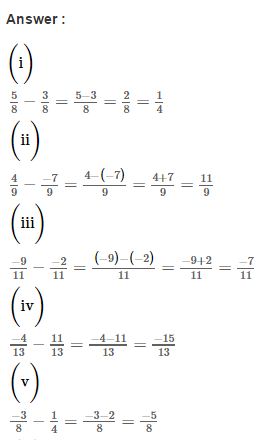 Answer :
(i)
5/8 − 3/8 = 5−3/8 = 2/8 = 1/4
(ii)
4/9 − −7/9 = 4−(−7)/9 = 4+7/9 = 11/9
(iii)
−9/11 − −2/11 = (−9)−(−2)/11 = −9+2/11 = −7/11
(iv)
−4/13 − 11/13 = −4−11/13 = −15/13
(v)
−3/8 − 1/4 = −3−2/8 = −5/8